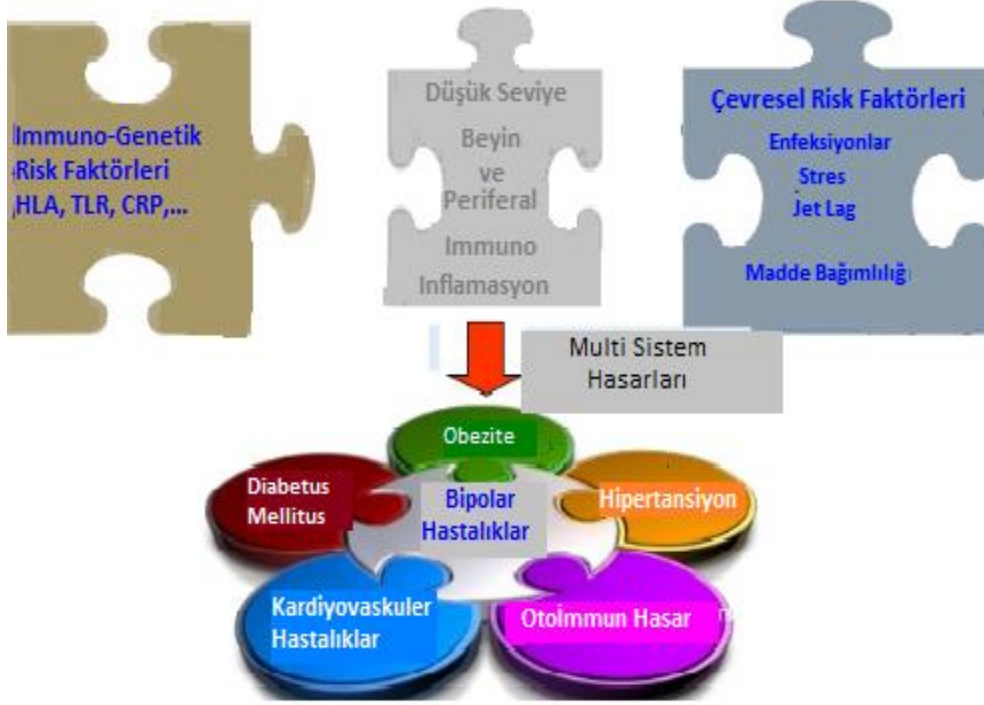 Immuno-Genetik
Risk Faktörleri
HLA, TLR, CRP,...
Düşük Seviye
Beyin
ve
Periferal
Immuno
Inflamasyon
Çevresel Risk Faktörleri
Enfeksiyonlar
Stres
Jet Lag
Madde Bağımlılığ
Multi Sistem
Hasarları
Obezite
Diabetus
Mellitus
Bipolar
Hastalıklar
Hipertansiyon
Kardiyovaskuler
Hastalıklar
Otoimmun Hasar